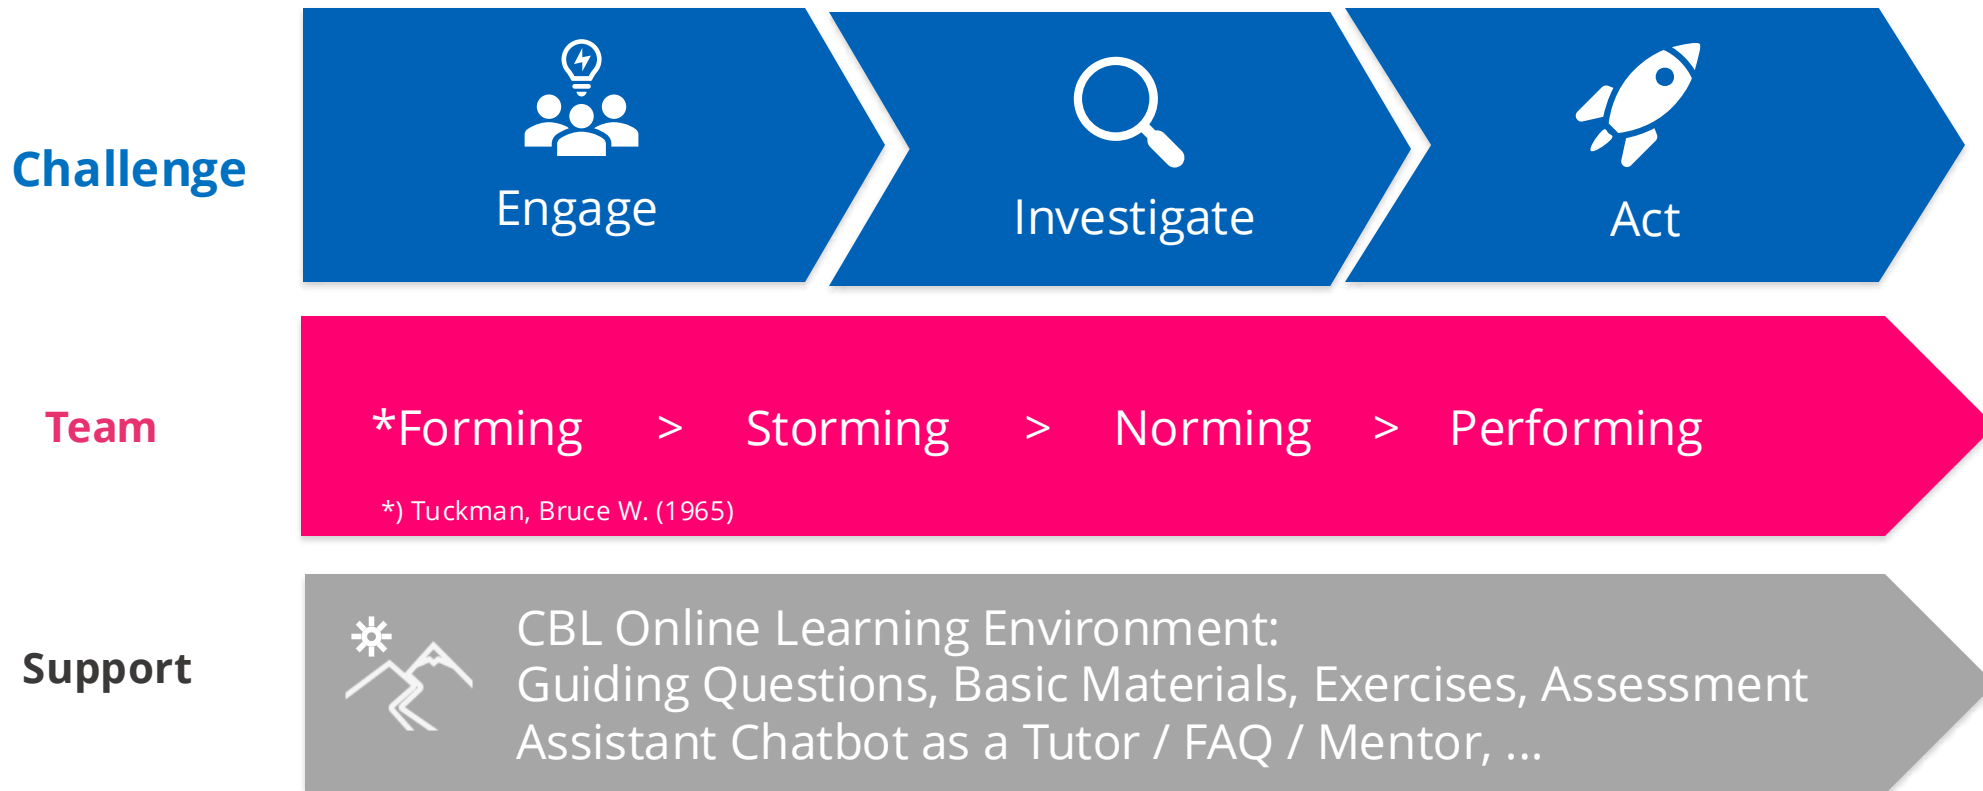 Challenge
Engage
Investigate
Act
Team
*Forming > Storming > Norming > Performing
*) Tuckman, Bruce W. (1965)
Support
CBL Online Learning Environment:
Guiding Questions, Basic Materials, Exercises, Assessment
Assistant Chatbot as a Tutor / FAQ / Mentor, ...